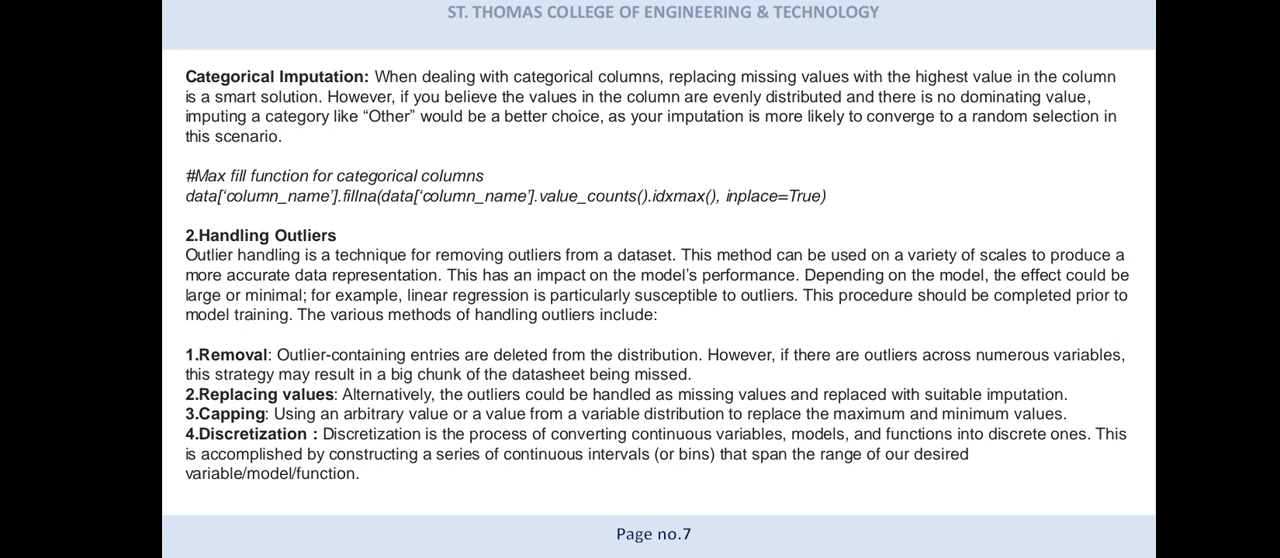 ST. THOMAS COLLEGE OF ENGINEERING & TECHNOLOGY
Categorical Imputation: When dealing with categorical columns, replacing missing values with the highest value in the column
is a smart solution. However, if you believe the values in the column are evenly distributed and there is no dominating value,
imputing a category like “Other” would be a better choice, as your imputation is more likely to converge to a random selection in
this scenario.
#Max fill function for categorical columns
data[‘column_name’].fillna(data[‘column_name’].value_counts().idxmax(), inplace=True)
2.Handling Outliers
Outlier handling is a technique for removing outliers from a dataset. This method can be used on a variety of scales to produce a
more accurate data representation. This has an impact on the model’s performance. Depending on the model, the effect could be
large or minimal; for example, linear regression is particularly susceptible to outliers. This procedure should be completed prior to
model training. The various methods of handling outliers include:
1.Removal: Outlier-containing entries are deleted from the distribution. However, if there are outliers across numerous variables,
this strategy may result in a big chunk of the datasheet being missed.
2.Replacing values: Alternatively, the outliers could be handled as missing values and replaced with suitable imputation.
3.Capping: Using an arbitrary value or a value from a variable distribution to replace the maximum and minimum values.
4.Discretization : Discretization is the process of converting continuous variables, models, and functions into discrete ones. This
is accomplished by constructing a series of continuous intervals (or bins) that span the range of our desired
variable/model/function.
Page no.7